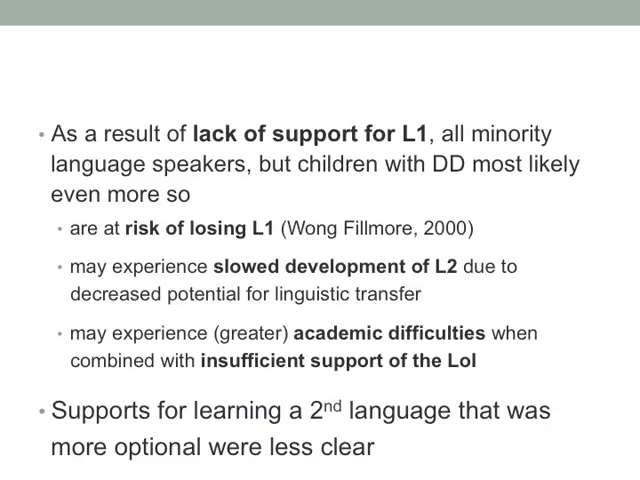 • As a result of lack of support for L1, all minority
language speakers, but children with DD most likely
even more so
• are at risk of losing L1 (Wong Fillmore, 2000)
• may experience slowed development of L2 due to
decreased potential for linguistic transfer
• may experience (greater) academic difficulties when
combined with insufficient support of the LoI
• Supports for learning a 2nd language that was
more optional were less clear